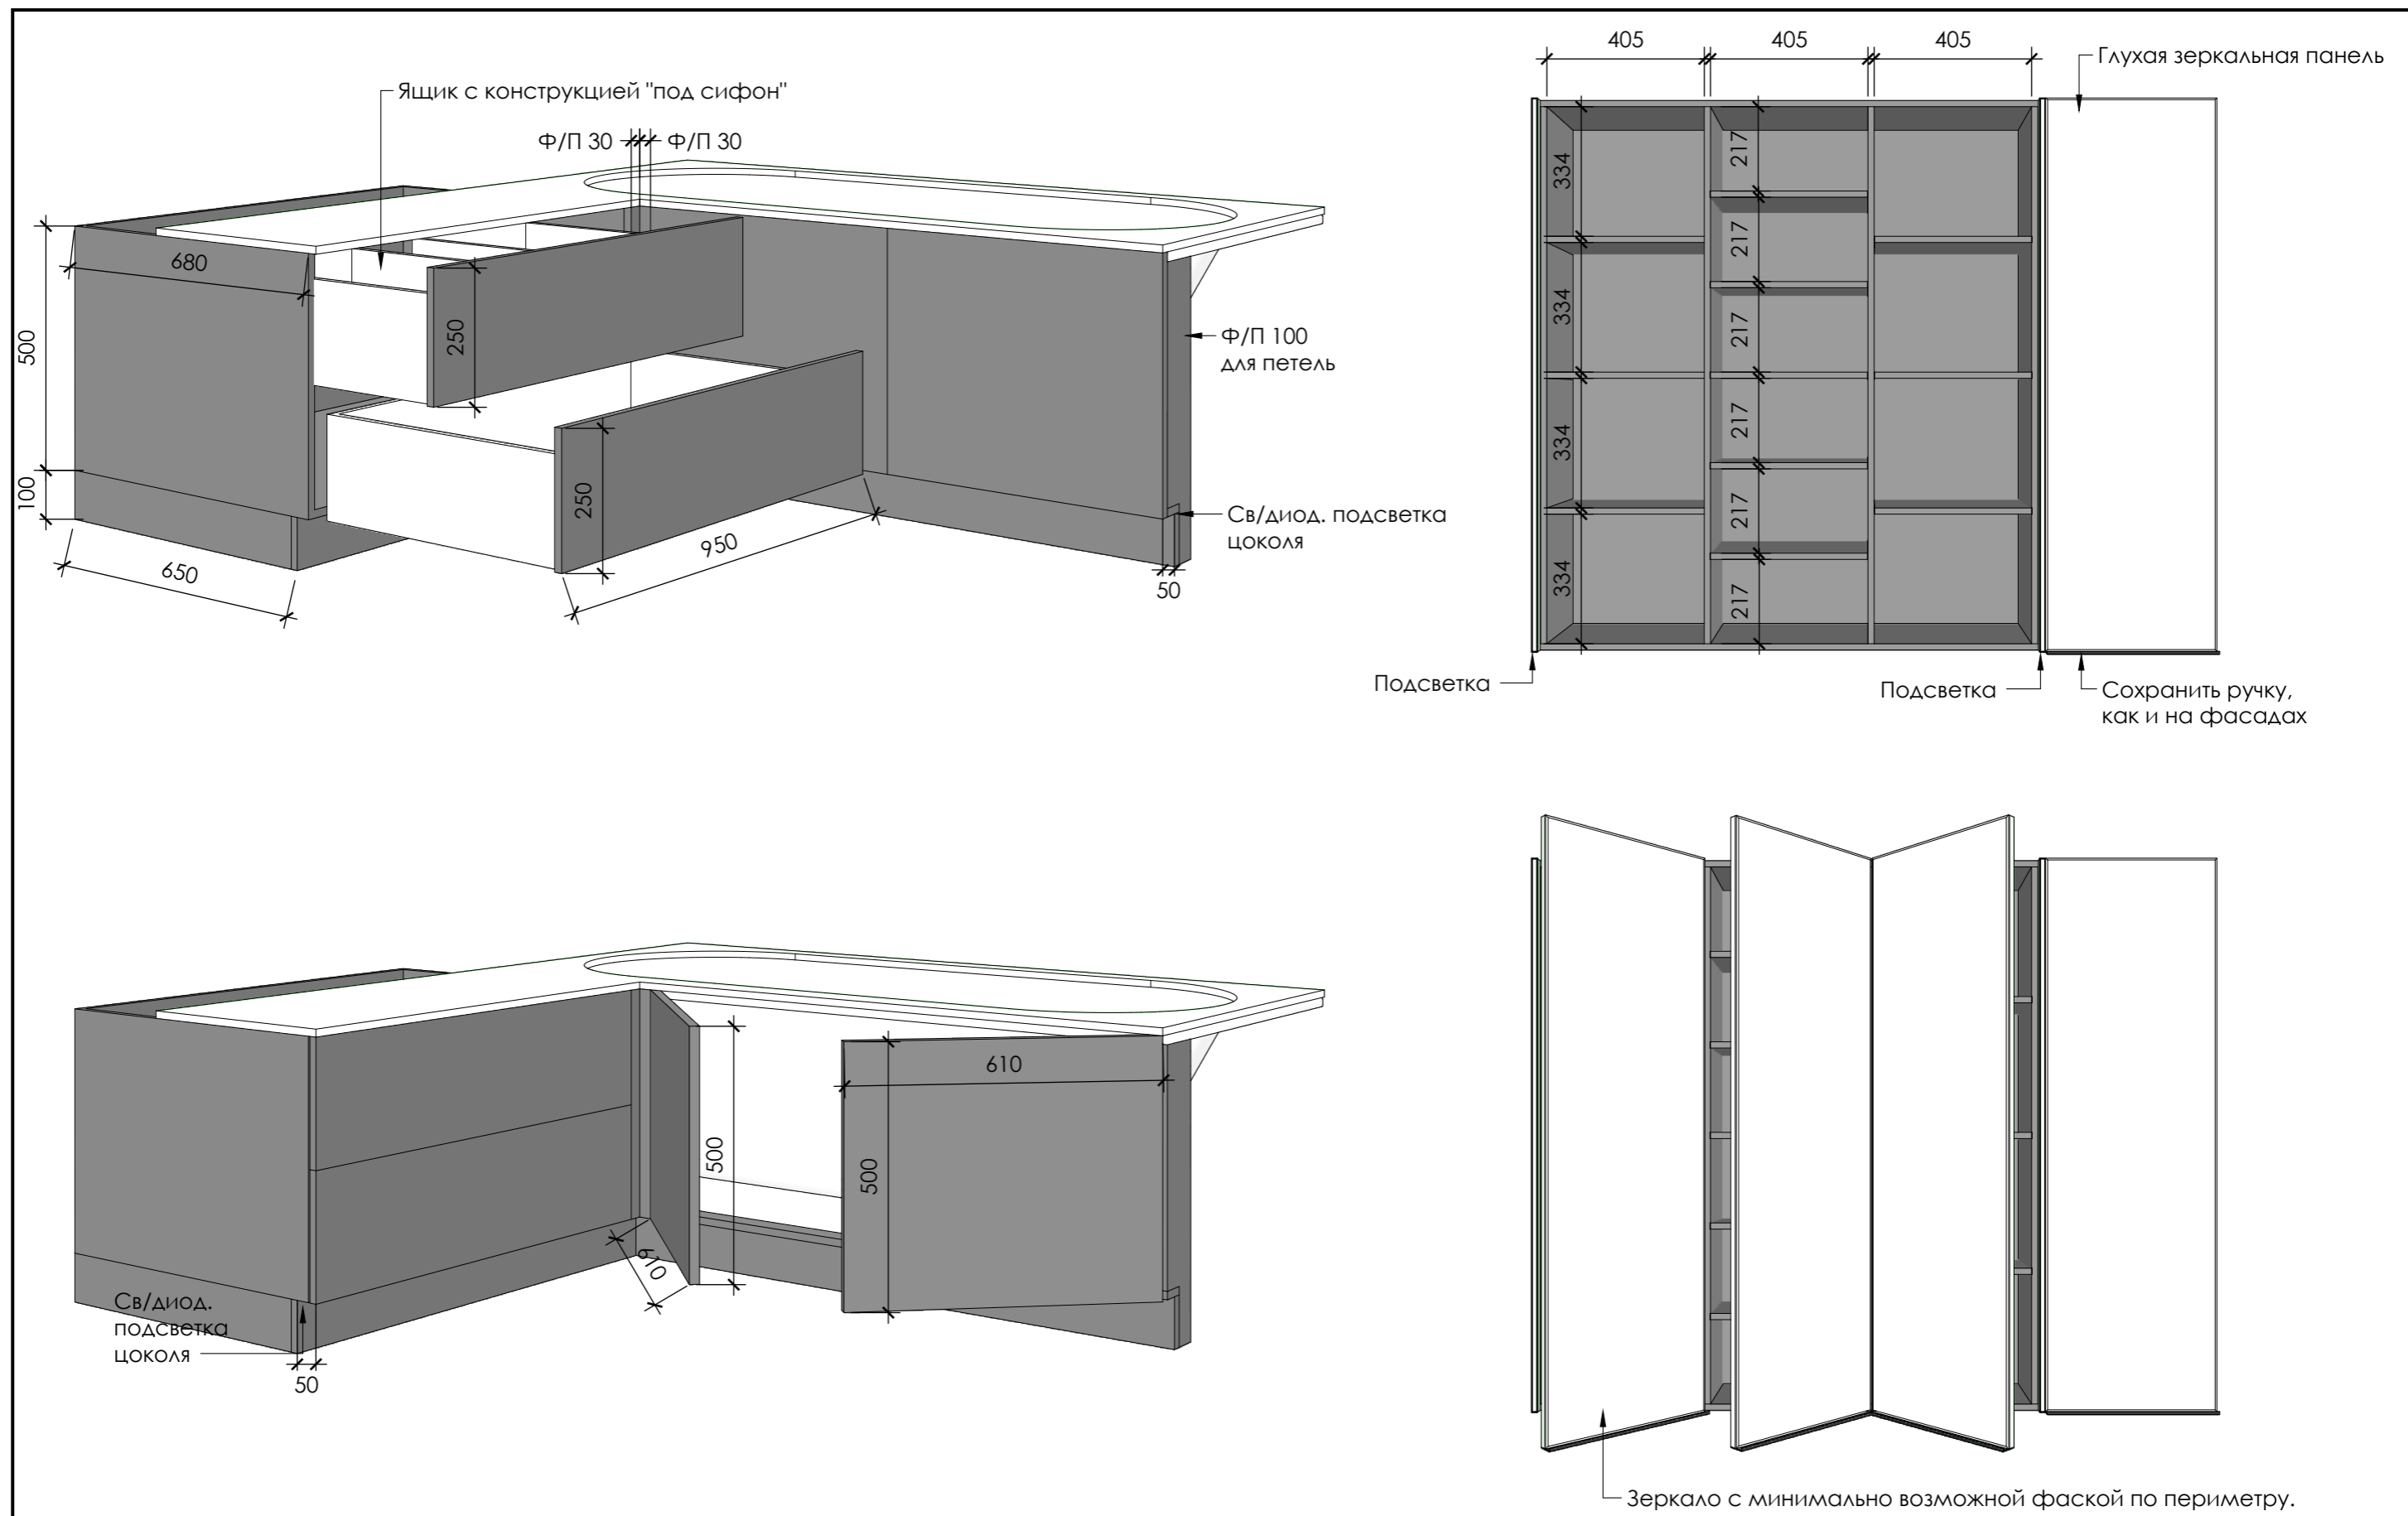 Ящик с конструкцией "под сифон"
Ф/П 30
Ф/П 30
680
500
100
650
250
250
950
Ф/П 100
для петель
Св/диод. подсветка
цоколя
50
405
405
405
Глухая зеркальная панель
334
334
334
334
217
217
217
217
217
217
Подсветка
Подсветка
Сохранить ручку,
как и на фасадах
500
610
500
610
Св/диод.
подсветка
цоколя
50
Зеркало с минимально возможной фаской по периметру.